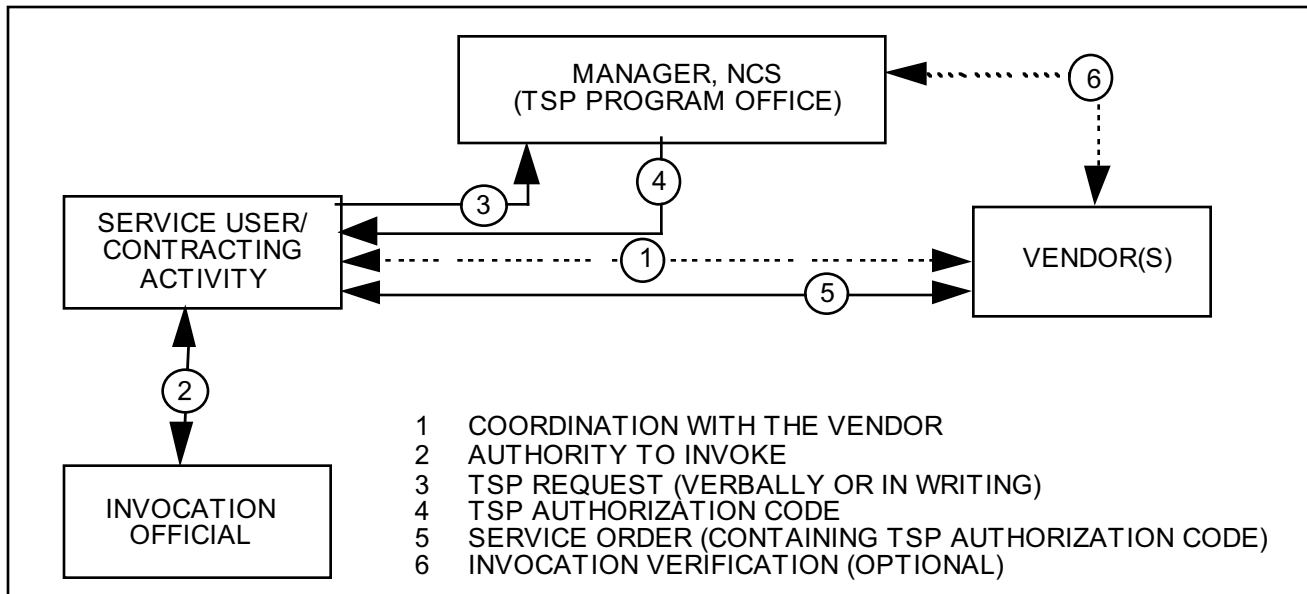 MANAGER, NCS
(TSP PROGRAM OFFICE)
6
4
3
SERVICE USER/
CONTRACTING
ACTIVITY
1
VENDOR(S)
5
2
INVOCATION
OFFICIAL
1 COORDINATION WITH THE VENDOR
2 AUTHORITY TO INVOKE
3 TSP REQUEST (VERBALLY OR IN WRITING)
4 TSP AUTHORIZATION CODE
5 SERVICE ORDER (CONTAINING TSP AUTHORIZATION CODE)
6 INVOCATION VERIFICATION (OPTIONAL)